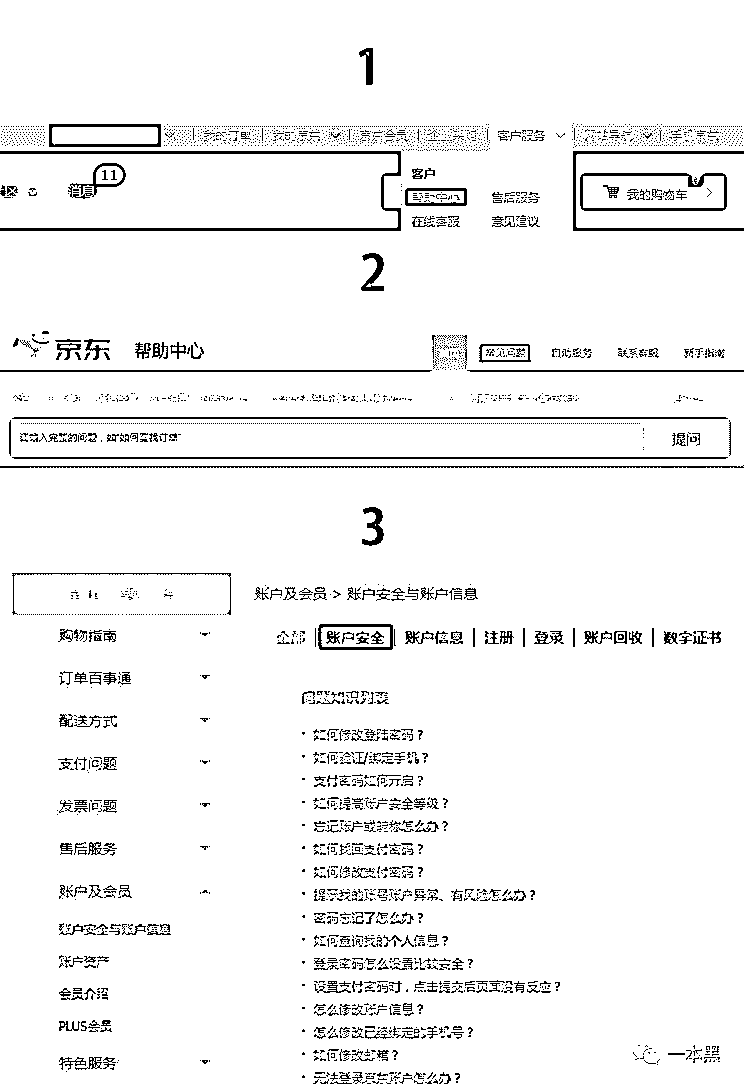 1
我的订单 我的京东 京东会员 企业采购 客户服务 网站导航 手机京东
消息 11
客户
帮助中心 售后服务
我的购物车
在线客服 意见建议
2
京东 帮助中心 常见问题 自助服务 联系客服 新手指南
请输入完整的问题，如“如何查找订单” 提问
3
账户及会员 > 账户安全与账户信息
购物指南
全部 账户安全 账户信息 注册 登录 账户回收 数字证书
订单百事通
配送方式
支付问题
发票问题
售后服务
账户及会员
账户安全与账户信息
账户资产
会员介绍
PLUS会员
特色服务
问题知识列表
· 如何修改登陆密码？
· 如何验证/绑定手机？
· 支付密码如何开启？
· 如何提高账户安全等级？
· 忘记账户或昵称怎么办？
· 如何找回支付密码？
· 如何修改支付密码？
· 提示我的账号账户异常、有风险怎么办？
· 密码忘记了怎么办？
· 如何查询我的个人信息？
· 登录密码怎么设置比较安全？
· 设置支付密码时，点击提交后页面没有反应？
· 怎么修改账户信息？
· 怎么修改已经绑定的手机号？
· 如何修改邮箱？
· 无法登录京东账户怎么办？
一本黑